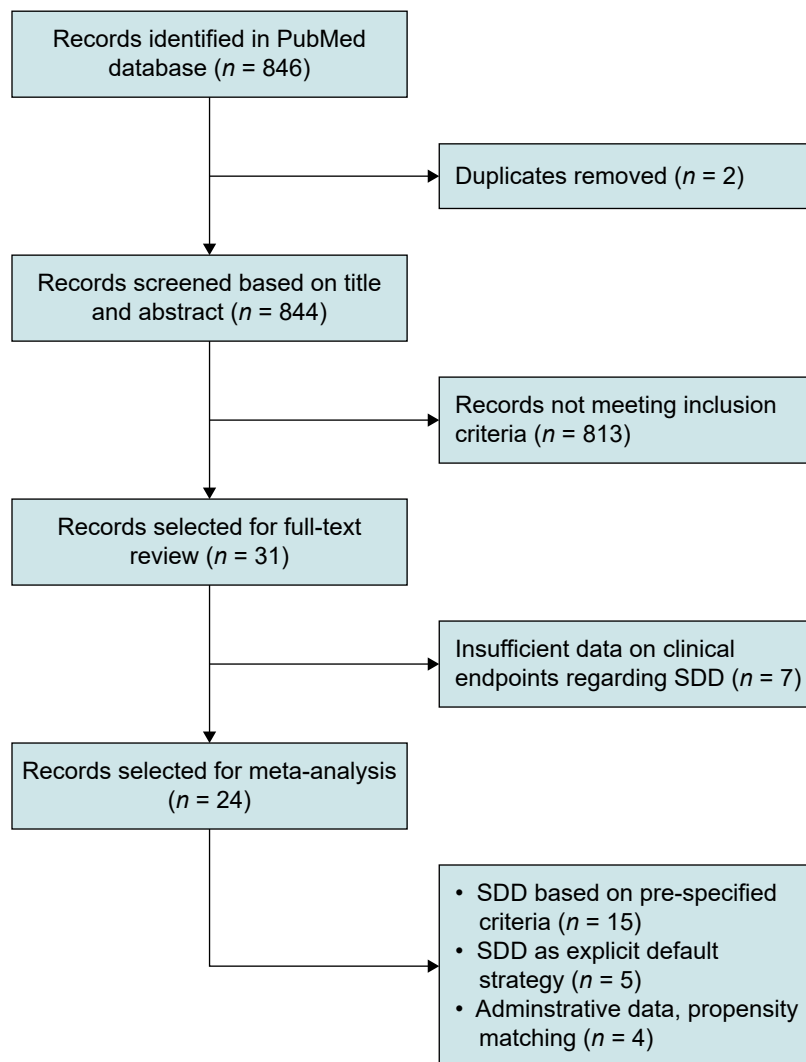 Records identified in PubMed
database (n = 846)
Duplicates removed (n = 2)
Records screened based on title
and abstract (n = 844)
Records not meeting inclusion
criteria (n = 813)
Records selected for full-text
review (n = 31)
Insufficient data on clinical
endpoints regarding SDD (n = 7)
Records selected for meta-analysis
(n = 24)
• SDD based on pre-specified
criteria (n = 15)
• SDD as explicit default
strategy (n = 5)
• Adminstrative data, propensity
matching (n = 4)